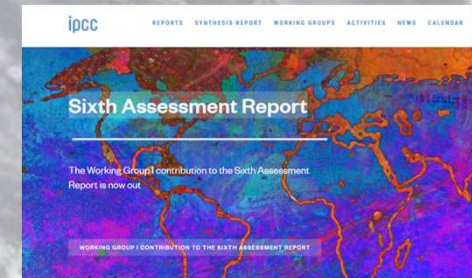 ipcc
REPORTS SYNTHESIS REPORT WORKING GROUPS ACTIVITIES NEWS CALENDAR
Sixth Assessment Report
The Working Group I contribution to the Sixth Assessment
Report is now out
WORKING GROUP I CONTRIBUTION TO THE SIXTH ASSESSMENT REPORT